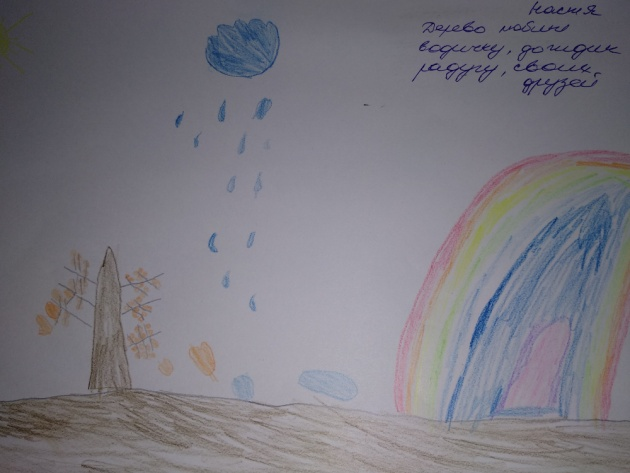 Настя
Дерево любит
водичку, дождик
радугу, своих
друзей.